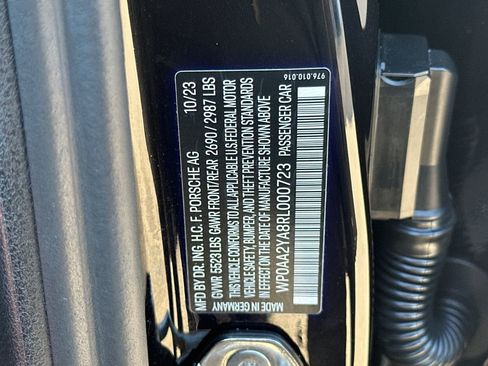 MFD BY DR. ING. H.C. F. PORSCHE AG 10/23
GVWR 5523 LBS GAWR FRONT/REAR 2690/2987 LBS
THIS VEHICLE CONFORMS TO ALL APPLICABLE U.S. FEDERAL MOTOR
VEHICLE SAFETY, BUMPER, AND THEFT PREVENTION STANDARDS
IN EFFECT ON THE DATE OF MANUFACTURE SHOWN ABOVE
WP0AA2YA8RL000723 PASSENGER CAR
MADE IN GERMANY
976.010.016